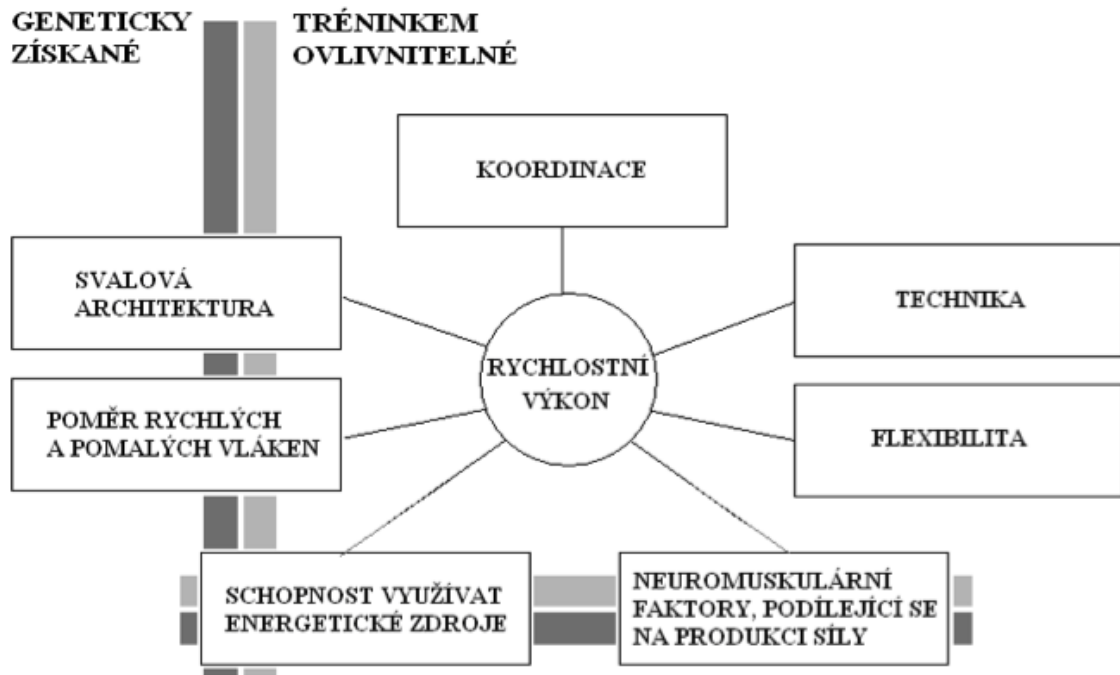 GENETICKY
ZÍSKANÉ
TRÉNINKEM
OVLIVNITELNÉ
KOORDINACE
SVALOVÁ
ARCHITEKTURA
TECHNIKA
RYCHLOSTNÍ
VÝKON
POMĚR RYCHLÝCH
A POMALÝCH VLÁKEN
FLEXIBILITA
SCHOPNOST VYUŽÍVAT
ENERGETICKÉ ZDROJE
NEUROMUSKULÁRNÍ
FAKTORY, PODÍLEJÍCÍ SE
NA PRODUKCI SÍLY